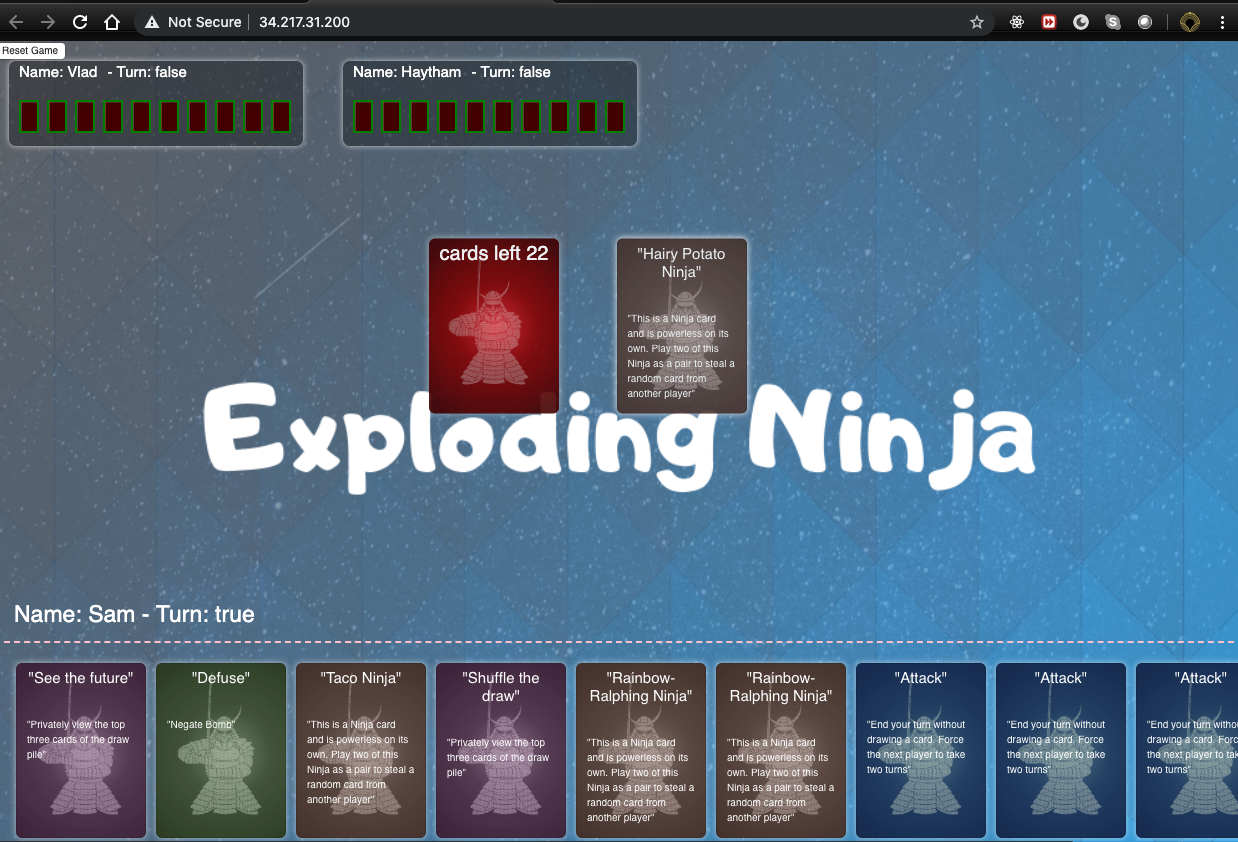 Not Secure
34.217.31.200
Reset Game
Name: Vlad - Turn: false
Name: Haytham - Turn: false
cards left 22
"Hairy Potato
Ninja"
"This is a Ninja card
and is powerless on its
own. Play two of this
Ninja as a pair to steal a
random card from
another player"
Exploding Ninja
Name: Sam - Turn: true
"See the future"
"Privately view the top
three cards of the draw
pile"
"Defuse"
"Negate Bomb"
"Taco Ninja"
"This is a Ninja card
and is powerless on its
own. Play two of this
Ninja as a pair to steal a
random card from
another player"
"Shuffle the
draw"
"Privately view the top
three cards of the draw
pile"
"Rainbow-
Ralphing Ninja"
"This is a Ninja card
and is powerless on its
own. Play two of this
Ninja as a pair to steal a
random card from
another player"
"Rainbow-
Ralphing Ninja"
"This is a Ninja card
and is powerless on its
own. Play two of this
Ninja as a pair to steal a
random card from
another player"
"Attack"
"End your turn without
drawing a card. Force
the next player to take
two turns"
"Attack"
"End your turn without
drawing a card. Force
the next player to take
two turns"
"Attack"
"End your turn
drawing a card.
the next player to
two turns"